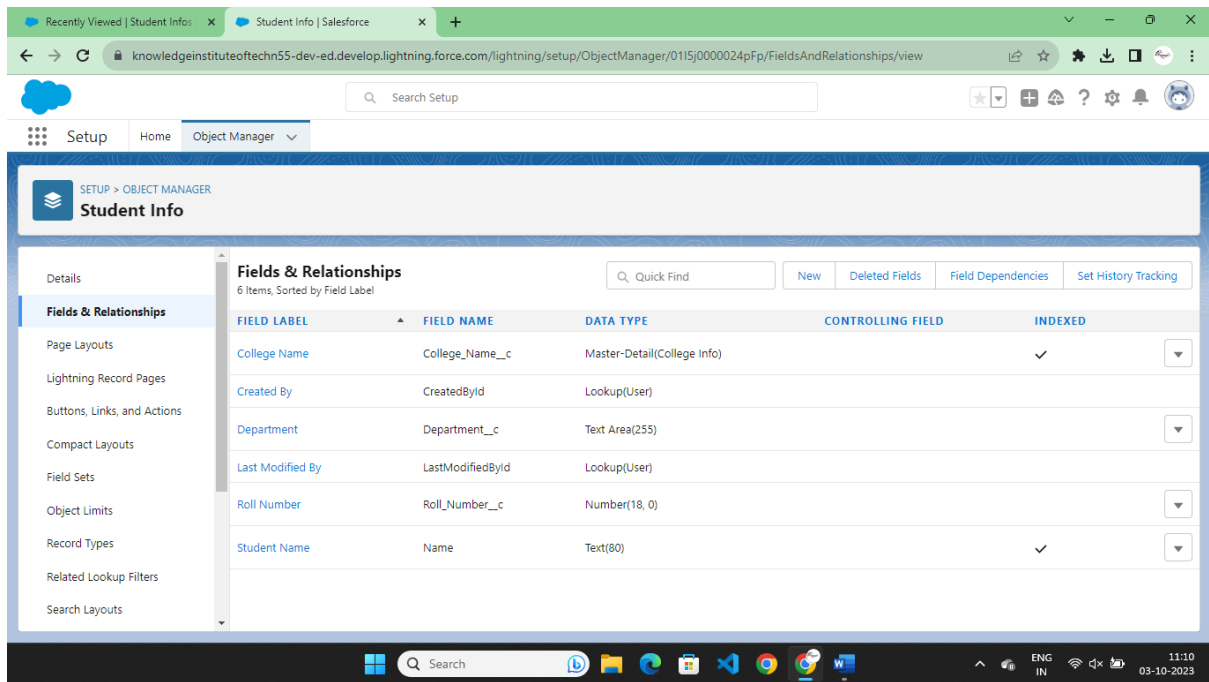 Recently Viewed | Student Infos
Student Info | Salesforce
knowledgeinstituteoftechn55-dev-ed.develop.lightning.force.com/lightning/setup/ObjectManager/01I5j0000024pFp/FieldsAndRelationships/view
Search Setup
Setup Home Object Manager
SETUP > OBJECT MANAGER
Student Info
Details
Fields & Relationships
Page Layouts
Lightning Record Pages
Buttons, Links, and Actions
Compact Layouts
Field Sets
Object Limits
Record Types
Related Lookup Filters
Search Layouts
Fields & Relationships
6 Items, Sorted by Field Label
Quick Find
New Deleted Fields Field Dependencies Set History Tracking
FIELD LABEL FIELD NAME DATA TYPE CONTROLLING FIELD INDEXED
College Name College_Name__c Master-Detail(College Info)
Created By CreatedById Lookup(User)
Department Department__c Text Area(255)
Last Modified By LastModifiedById Lookup(User)
Roll Number Roll_Number__c Number(18, 0)
Student Name Name Text(80)
Search
ENG
IN
11:10
03-10-2023